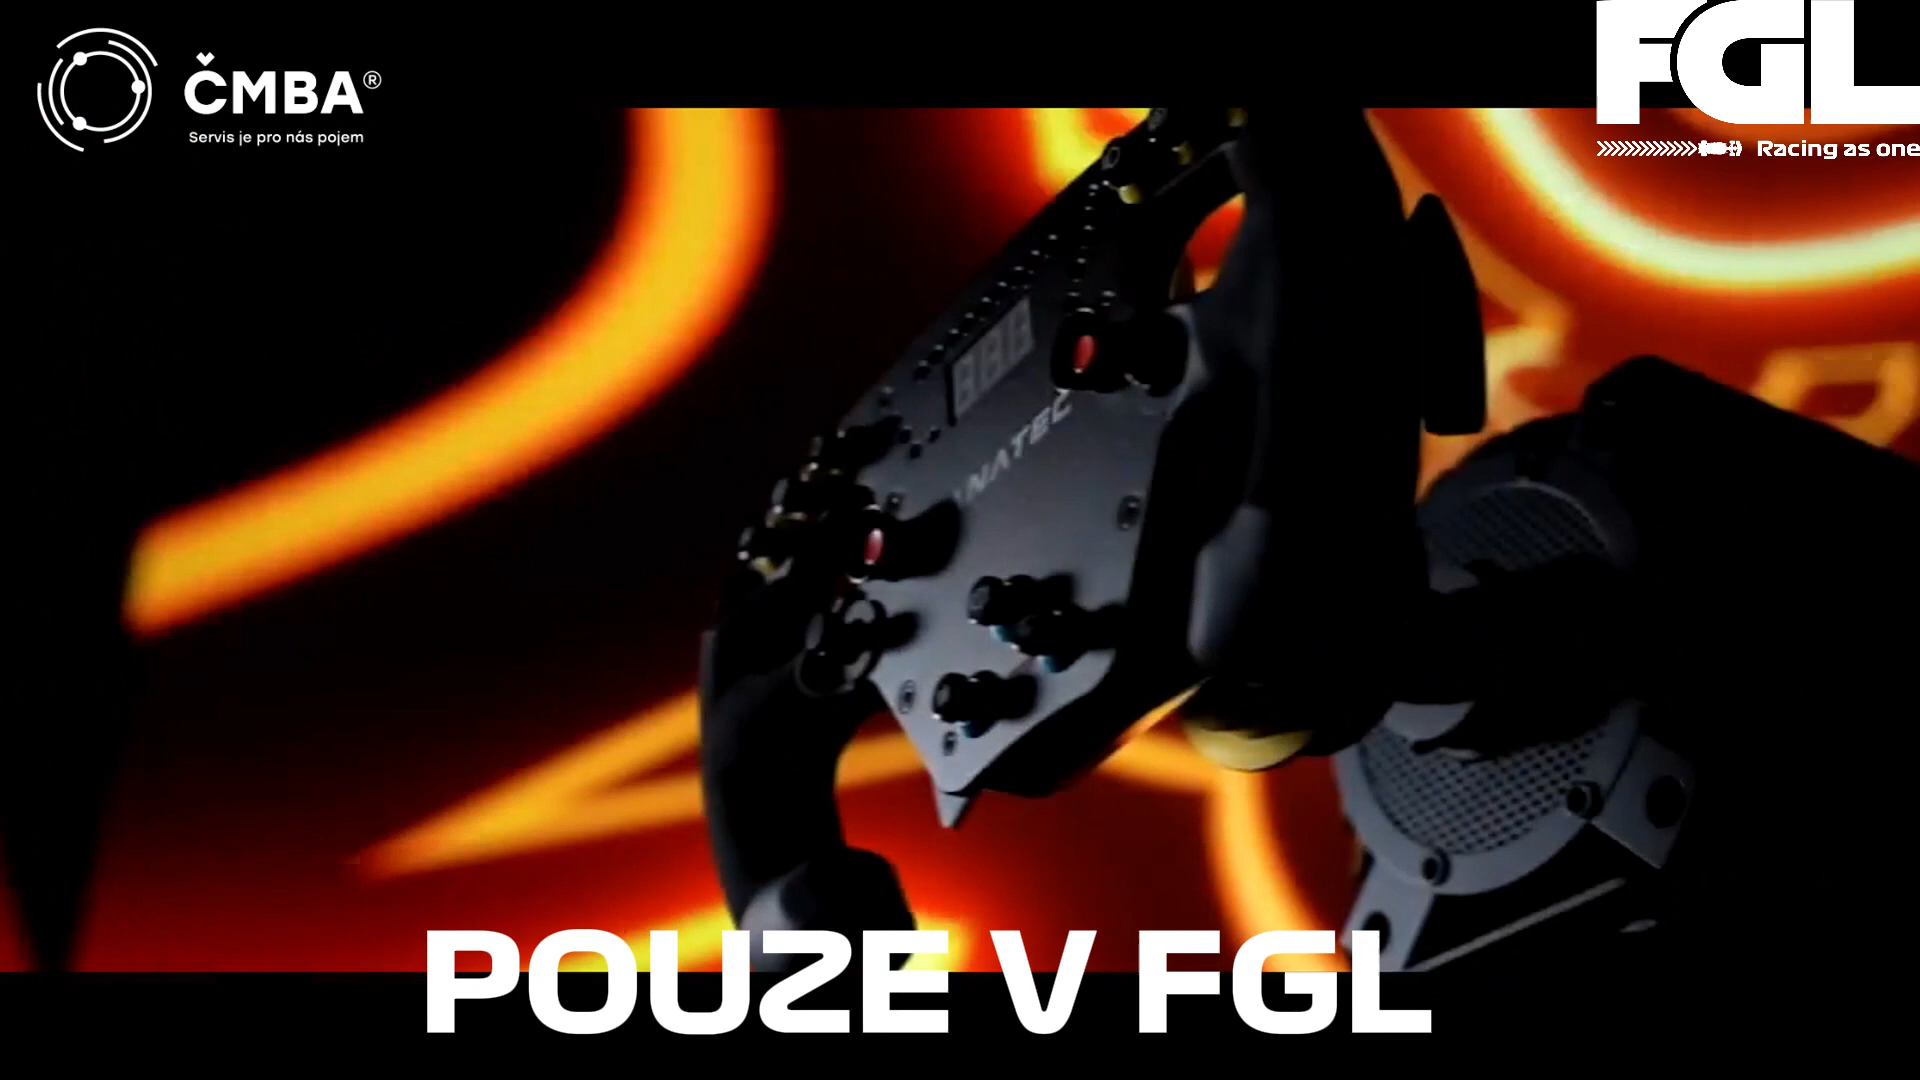 ČMBA®
Servis je pro nás pojem
FGL
Racing as one
NATEC
POUZE V FGL